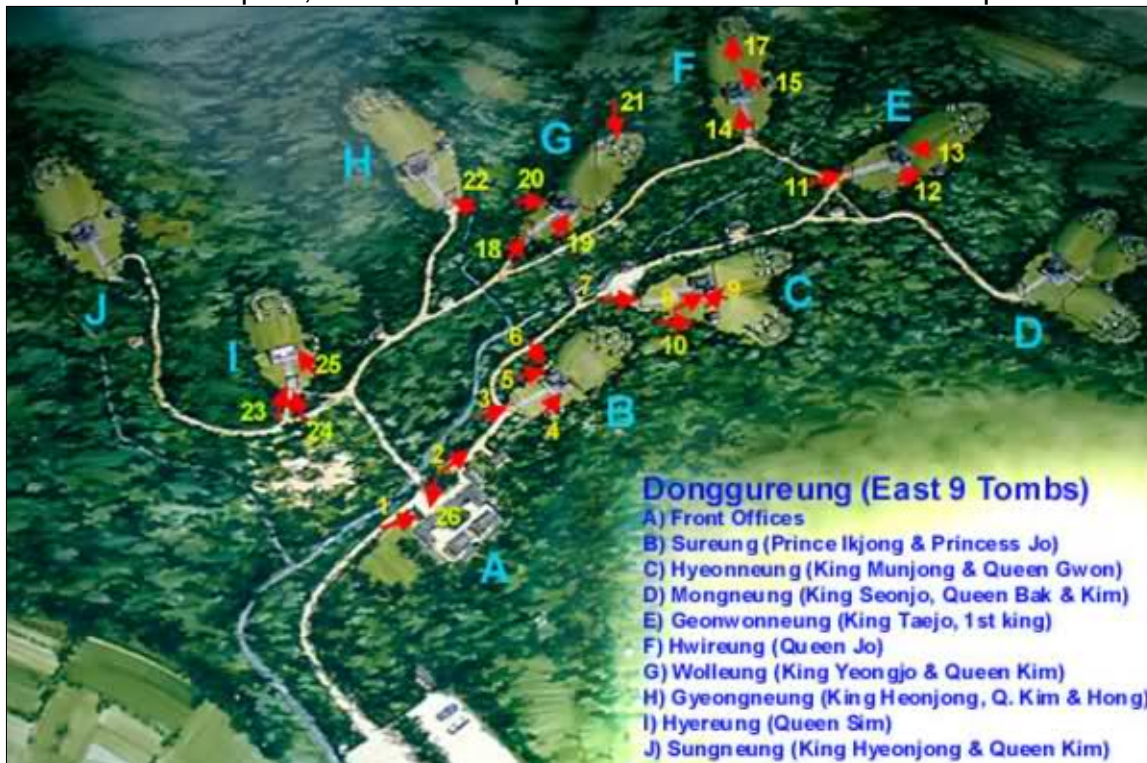 17
F
15
21
E
14
G
13
H
20
11
12
22
19
18
J
7
9
C
D
10
6
I
25
5
B
3
4
23
24
2
1
26
A
Donggureung (East 9 Tombs)
A) Front Offices
B) Sureung (Prince Ikjong & Princess Jo)
C) Hyeonneung (King Munjong & Queen Gwon)
D) Mongneung (King Seonjo, Queen Bak & Kim)
E) Geonwonneung (King Taejo, 1st king)
F) Hwireung (Queen Jo)
G) Wolleung (King Yeongjo & Queen Kim)
H) Gyeongneung (King Heonjong, Q. Kim & Hong)
I) Hyereung (Queen Sim)
J) Sungneung (King Hyeonjong & Queen Kim)